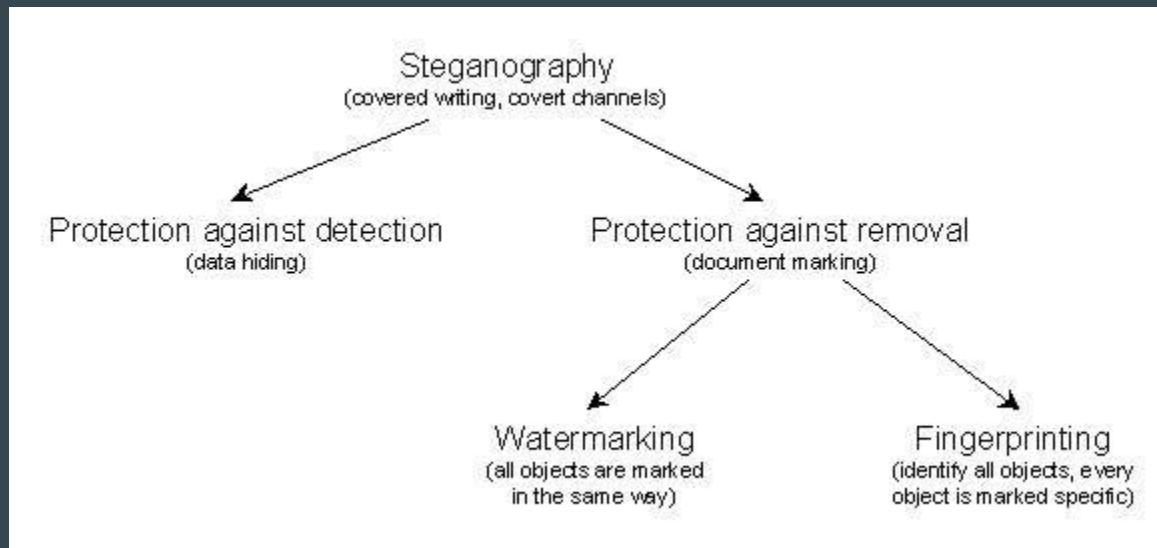 Steganography
(covered writing, covert channels)
Protection against detection
(data hiding)
Protection against removal
(document marking)
Watermarking
(all objects are marked
in the same way)
Fingerprinting
(identify all objects, every
object is marked specific)